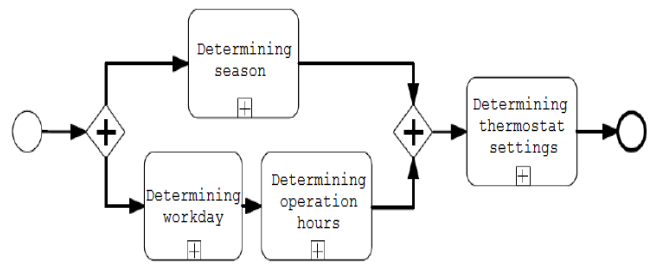 Determining
season
Determining
workday
Determining
operation
hours
Determining
thermostat
settings